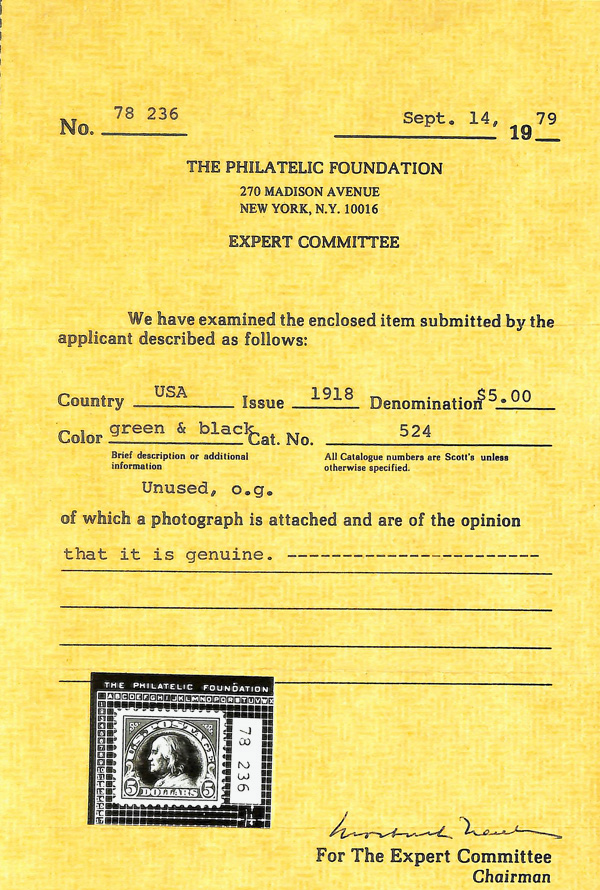 No. 78 236
Sept. 14, 1979
THE PHILATELIC FOUNDATION
270 MADISON AVENUE
NEW YORK, N.Y. 10016
EXPERT COMMITTEE
We have examined the enclosed item submitted by the
applicant described as follows:
Country USA Issue 1918 Denomination $5.00
Color green & black Cat. No. 524
Brief description or additional
information
All Catalogue numbers are Scott's unless
otherwise specified.
Unused, o.g.
of which a photograph is attached and are of the opinion
that it is genuine. -----------------------
THE PHILATELIC FOUNDATION
ABCDEFGHIJKLMNOPQRSTUVWX
U.S. POSTAGE
5 DOLLARS 5
78 236
For The Expert Committee
Chairman